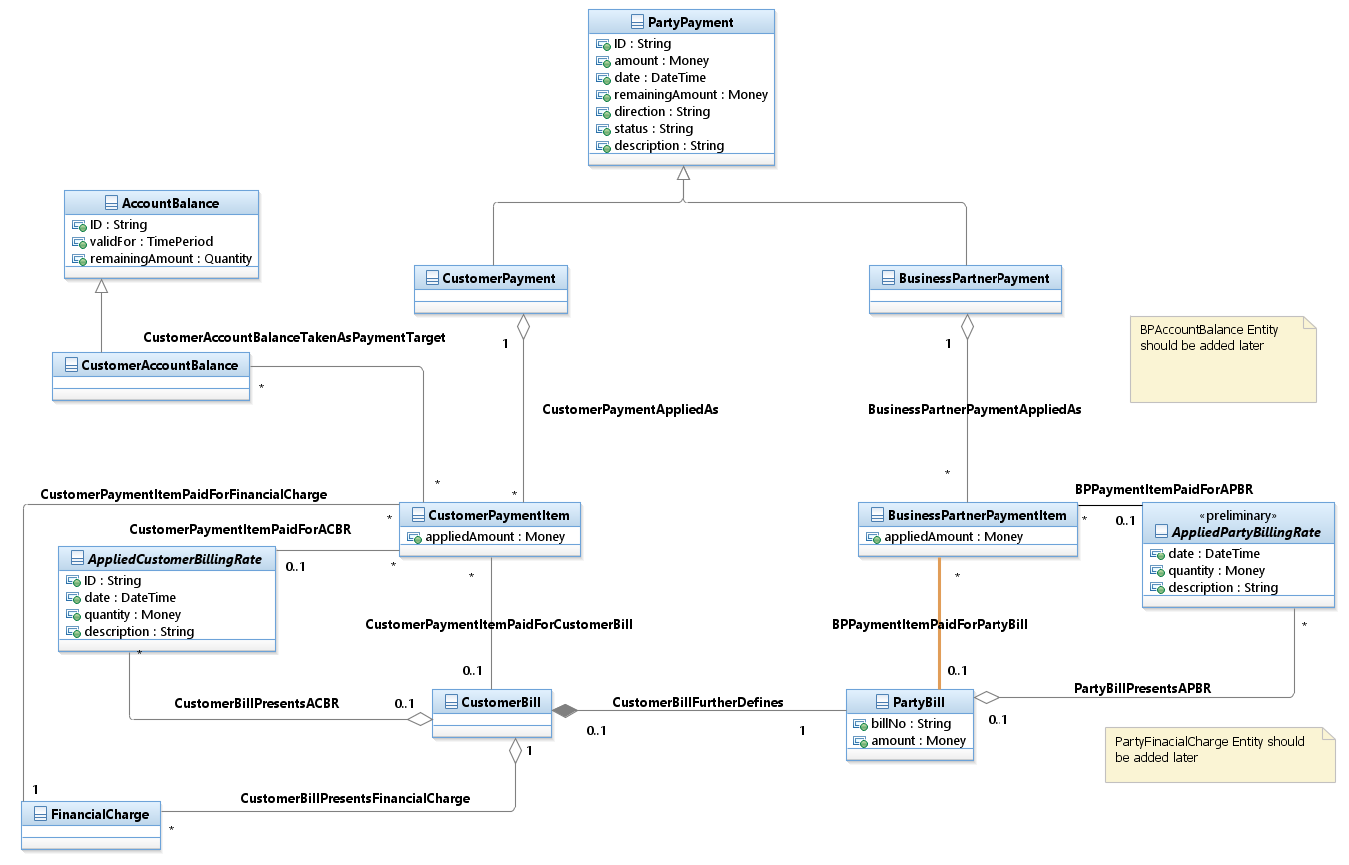 PartyPayment
ID : String
amount : Money
date : DateTime
remainingAmount : Money
direction : String
status : String
description : String
AccountBalance
ID : String
validFor : TimePeriod
remainingAmount : Quantity
CustomerPayment
BusinessPartnerPayment
BPAccountBalance Entity
should be added later
CustomerAccountBalanceTakenAsPaymentTarget
1
1
CustomerAccountBalance
*
CustomerPaymentAppliedAs
BusinessPartnerPaymentAppliedAs
*
*
*
CustomerPaymentItemPaidForFinancialCharge
BPPaymentItemPaidForAPBR
*
CustomerPaymentItem
appliedAmount : Money
BusinessPartnerPaymentItem
appliedAmount : Money
*
0..1
«preliminary»
AppliedPartyBillingRate
date : DateTime
quantity : Money
description : String
CustomerPaymentItemPaidForACBR
AppliedCustomerBillingRate
ID : String
date : DateTime
quantity : Money
description : String
0..1
*
*
*
CustomerPaymentItemPaidForCustomerBill
BPPaymentItemPaidForPartyBill
*
*
0..1
0..1
CustomerBillPresentsACBR
0..1
CustomerBill
CustomerBillFurtherDefines
0..1
1
PartyBill
billNo : String
amount : Money
PartyBillPresentsAPBR
0..1
1
PartyFinacialCharge Entity should
be added later
1
CustomerBillPresentsFinancialCharge
FinancialCharge
*